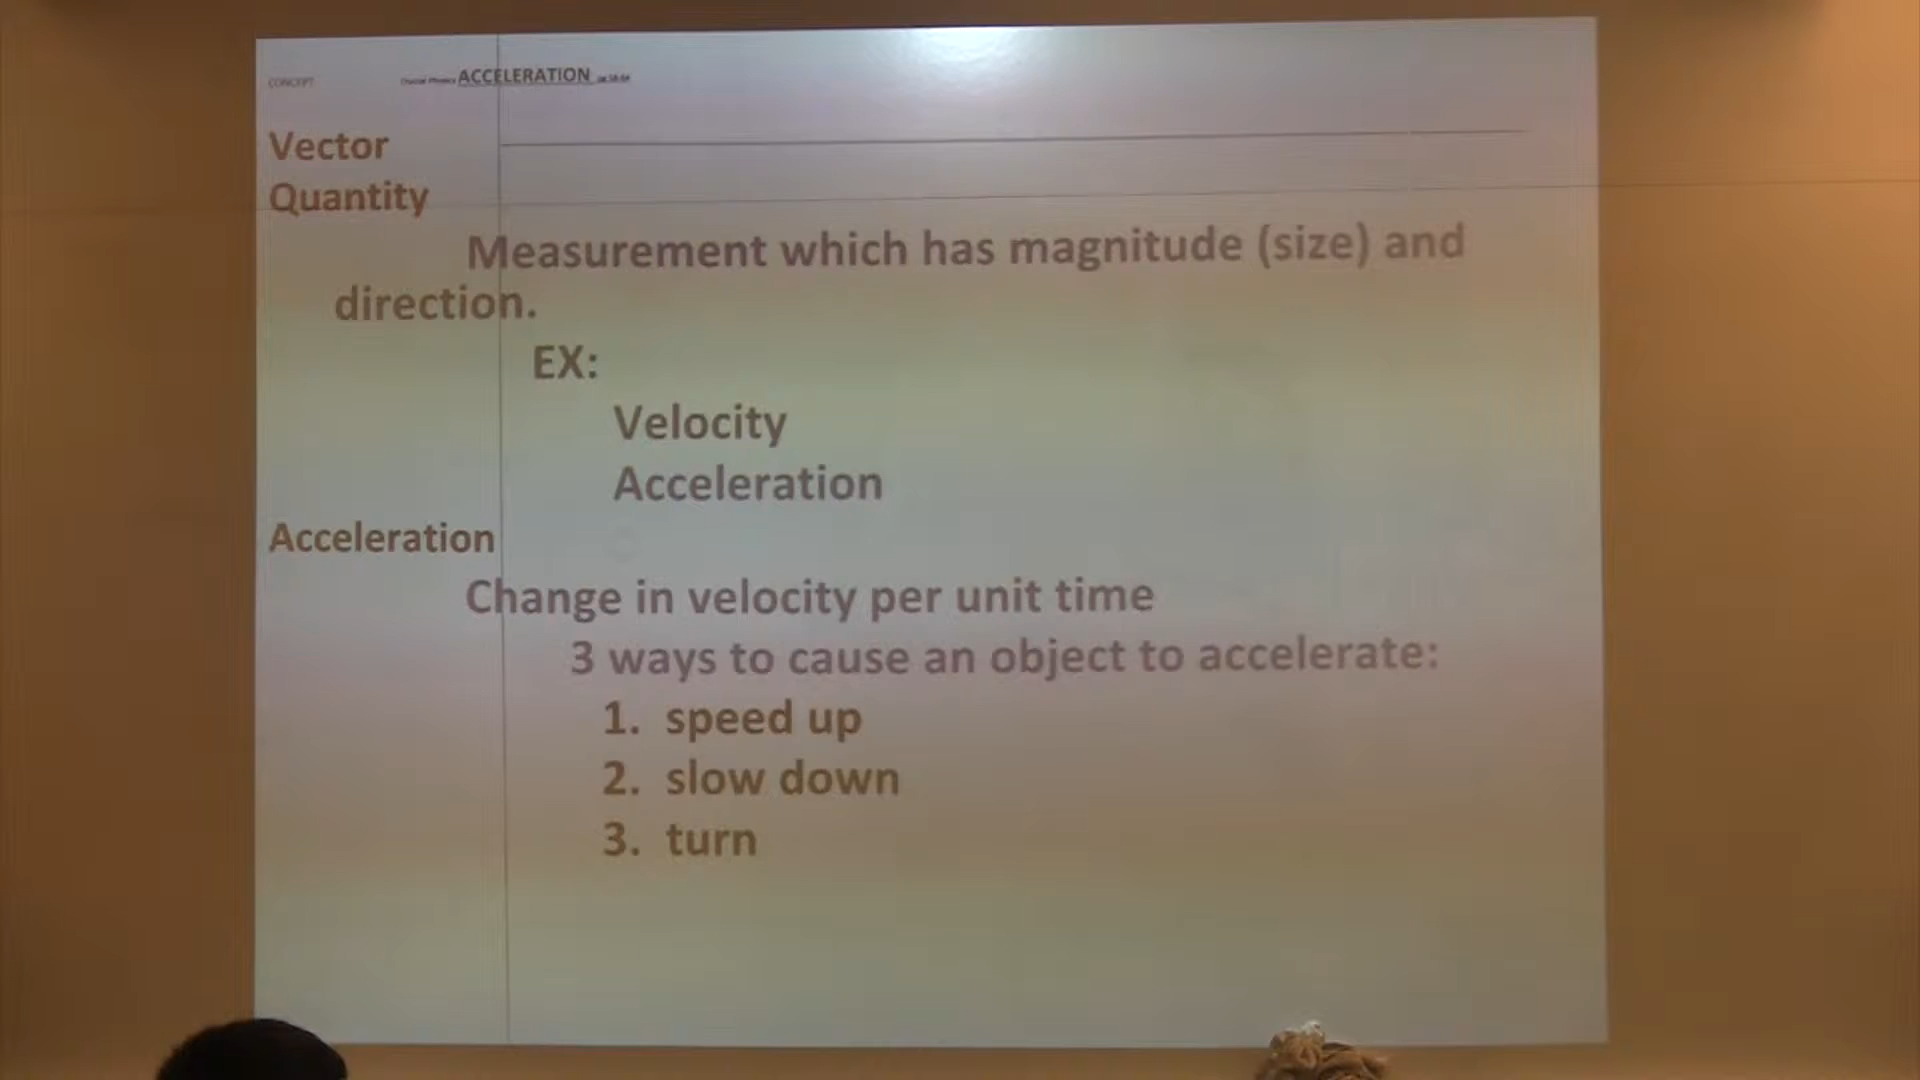 CONCEPT ACCELERATION
Vector
Quantity
Measurement which has magnitude (size) and
direction.
EX:
Velocity
Acceleration
Acceleration
Change in velocity per unit time
3 ways to cause an object to accelerate:
1. speed up
2. slow down
3. turn